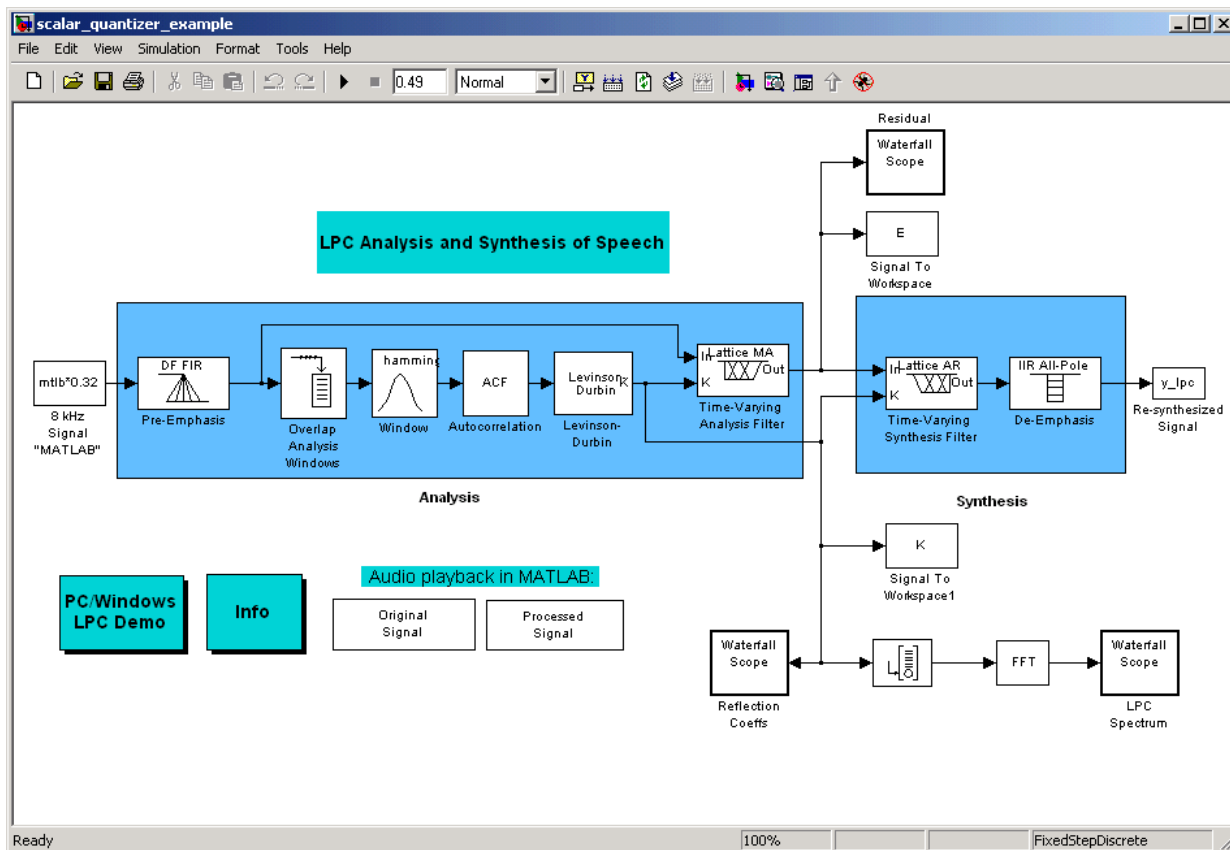 scalar_quantizer_example
File Edit View Simulation Format Tools Help
0.49 Normal
Residual
Waterfall
Scope
LPC Analysis and Synthesis of Speech
E
Signal To
Workspace
mtlb*0.32
8 kHz
Signal
"MATLAB"
DF FIR
Pre-Emphasis
Overlap
Analysis
Windows
hamming
Window
ACF
Autocorrelation
Levinson
Durbin
K
Levinson-
Durbin
Lattice MA
In
K
Out
Time-Varying
Analysis Filter
Analysis
Lattice AR
In
K
Out
Time-Varying
Synthesis Filter
IIR All-Pole
De-Emphasis
Synthesis
y_lpc
Re-synthesized
Signal
K
Signal To
Workspace1
PC/Windows
LPC Demo
Info
Audio playback in MATLAB:
Original
Signal
Processed
Signal
Waterfall
Scope
Reflection
Coeffs
FFT
Waterfall
Scope
LPC
Spectrum
Ready 100% FixedStepDiscrete